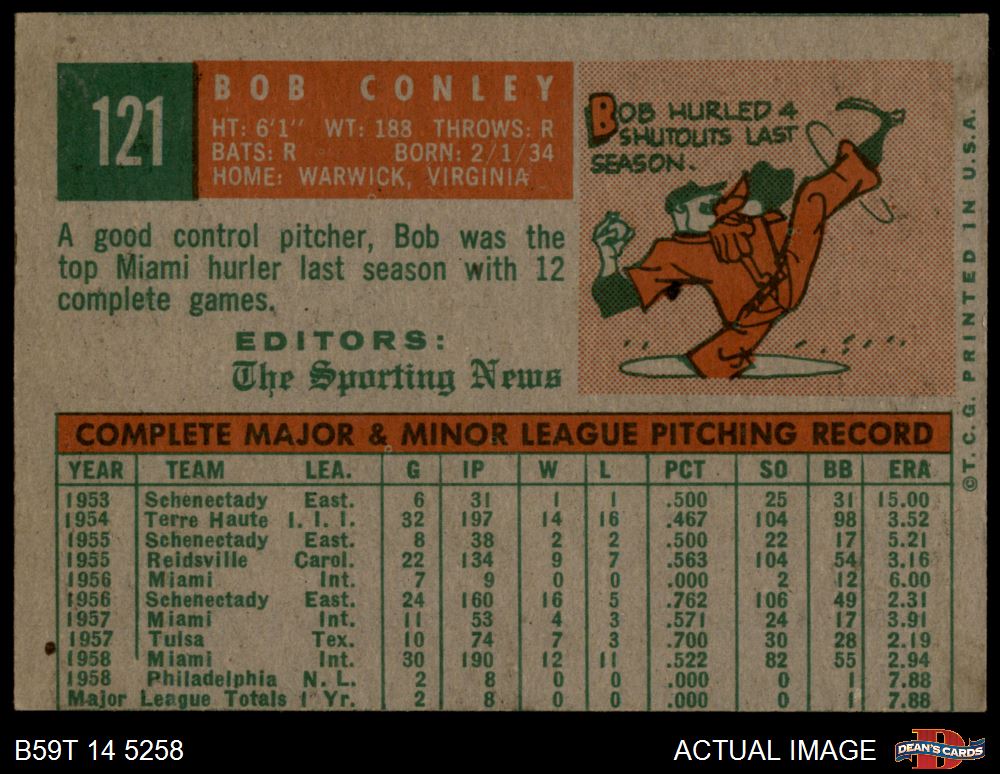 121
BOB CONLEY
HT: 6'1" WT: 188 THROWS: R
BATS: R BORN: 2/1/34
HOME: WARWICK, VIRGINIA
BOB HURLED 4
SHUTOUTS LAST
SEASON.
A good control pitcher, Bob was the
top Miami hurler last season with 12
complete games.
EDITORS:
The Sporting News
©T.C.G. PRINTED IN U.S.A.
COMPLETE MAJOR & MINOR LEAGUE PITCHING RECORD
YEAR TEAM LEA. G IP W L PCT SO BB ERA
1953 Schenectady East. 6 31 1 1 .500 25 31 15.00
1954 Terre Haute I. I. I. 32 197 14 16 .467 104 98 3.52
1955 Schenectady East. 8 38 2 2 .500 22 17 5.21
1955 Reidsville Carol. 22 134 9 7 .563 104 54 3.16
1956 Miami Int. 7 9 0 0 .000 2 12 6.00
1956 Schenectady East. 24 160 16 5 .762 106 49 2.31
1957 Miami Int. 11 53 4 3 .571 24 17 3.91
1957 Tulsa Tex. 10 74 7 3 .700 30 28 2.19
1958 Miami Int. 30 190 12 11 .522 82 55 2.94
1958 Philadelphia N. L. 2 8 0 0 .000 0 1 7.88
Major League Totals 1 Yr. 2 8 0 0 .000 0 1 7.88
B59T 14 5258
ACTUAL IMAGE
DEAN'S CARDS